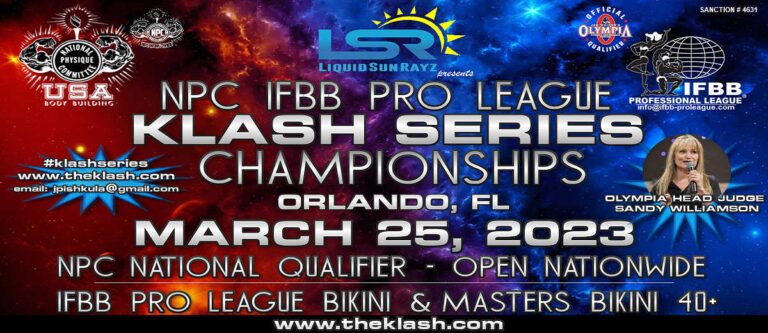 SANCTION # 4631
NATIONAL
PHYSIQUE
COMMITTEE
USA
BODY BUILDING
NPC
LSR
LIQUIDSUNRAYZ
presents
OFFICIAL
OLYMPIA
QUALIFIER
IFBB
PROFESSIONAL LEAGUE
info@ifbb-proleague.com
NPC IFBB PRO LEAGUE
KLASH SERIES
CHAMPIONSHIPS
ORLANDO, FL
MARCH 25, 2023
#klashseries
www.theklash.com
email: jpishkula@gmail.com
OLYMPIA HEAD JUDGE
SANDY WILLIAMSON
NPC NATIONAL QUALIFIER - OPEN NATIONWIDE
IFBB PRO LEAGUE BIKINI & MASTERS BIKINI 40+
www.theklash.com